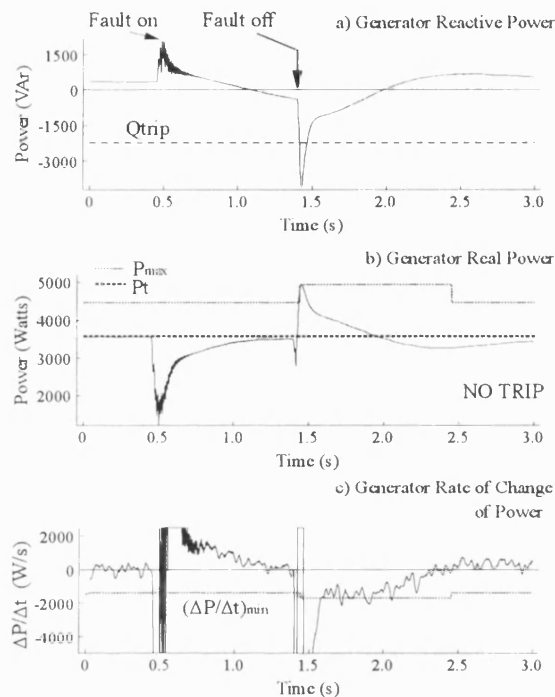 Fault on
Fault off
a) Generator Reactive Power
Power (VAr)
1500
0
-1500
-3000
Qtrip
0
0.5
1.0
1.5
2.0
2.5
3.0
Time (s)
b) Generator Real Power
Pmax
Pt
Power (Watts)
5000
4000
3000
2000
NO TRIP
0.0
0.5
1.0
1.5
2.0
2.5
3.0
Time (s)
c) Generator Rate of Change
of Power
ΔP/Δt (W/s)
2000
0
-2000
-4000
(ΔP/Δt)min
0.0
0.5
1.0
1.5
2.0
2.5
3.0
Time (s)